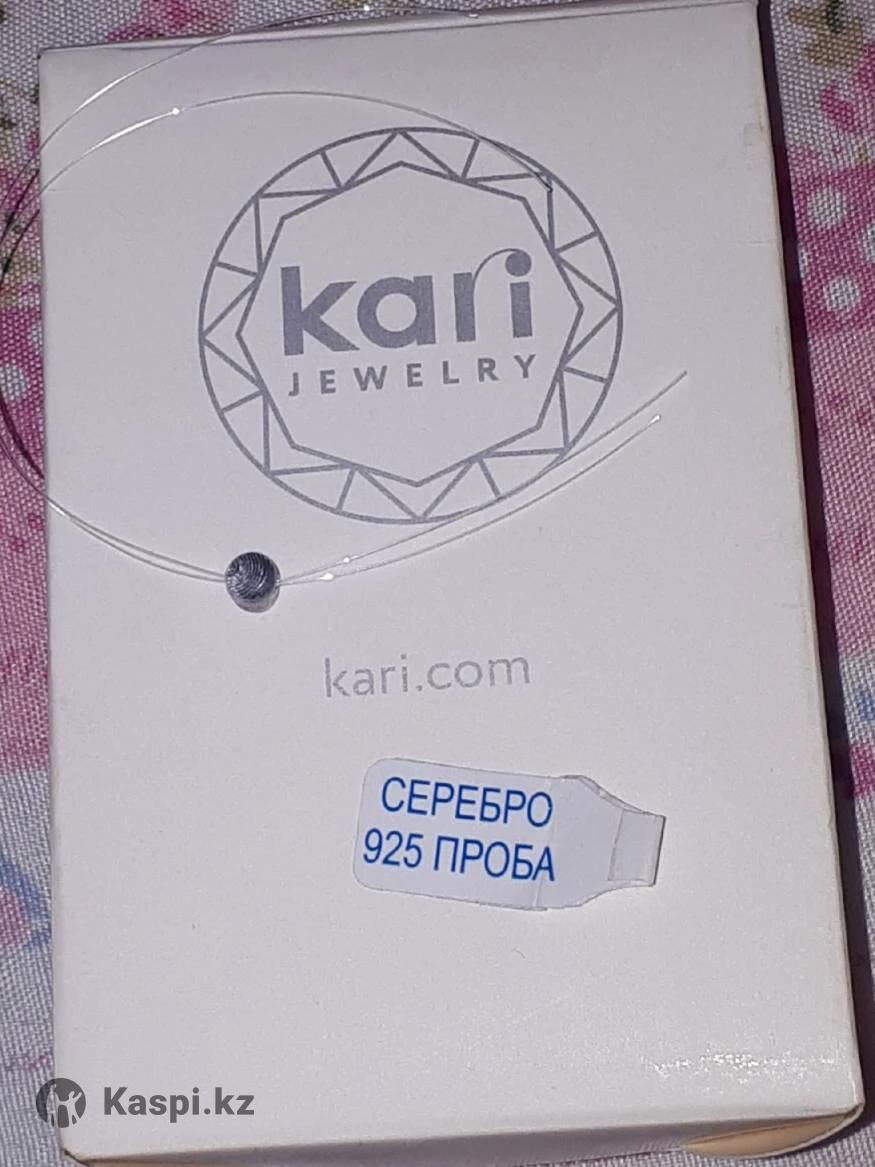 kari
JEWELRY
kari.com
СЕРЕБРО
925 ПРОБА
Kaspi.kz